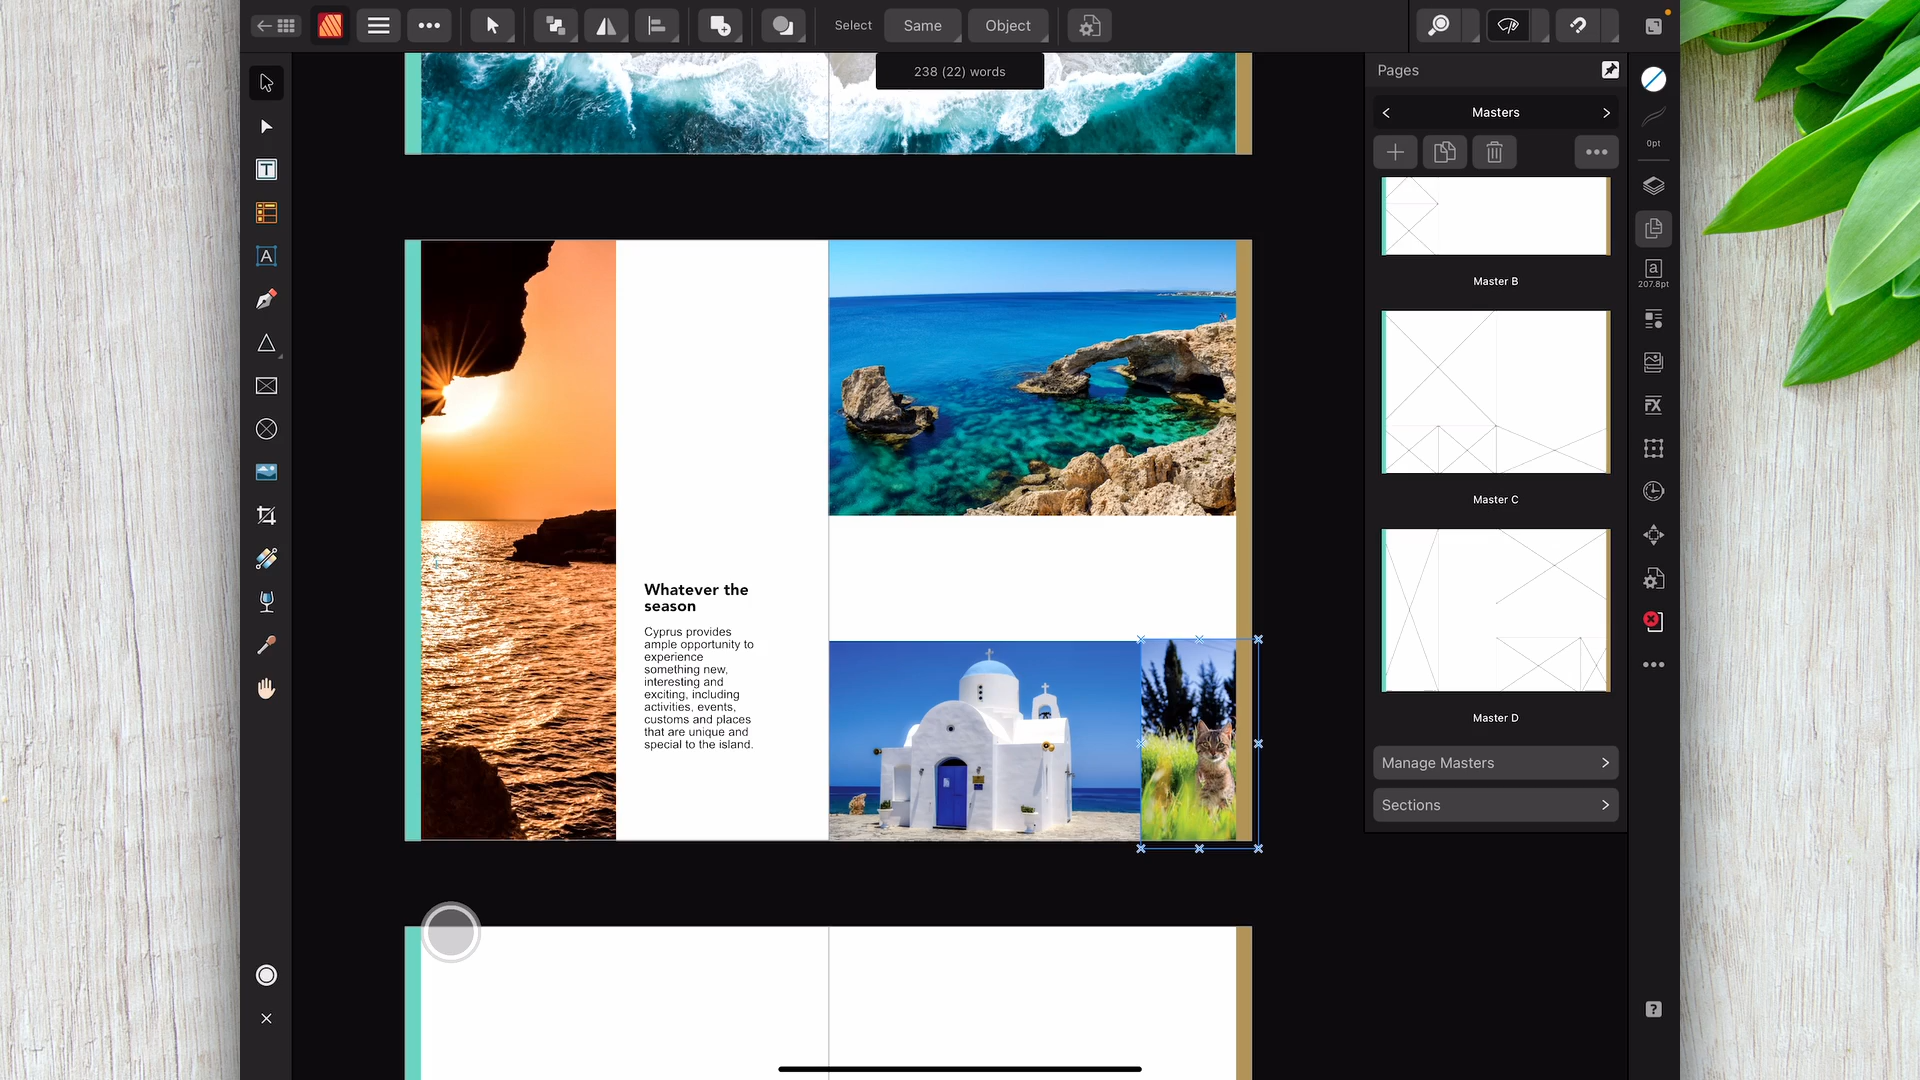 Select
Same
Object
238 (22) words
Pages
Masters
0pt
Master B
a
207.8pt
Master C
FX
Master D
Manage Masters
Sections
T
A
Whatever the
season
Cyprus provides
ample opportunity to
experience
something new,
interesting and
exciting, including
activities, events,
customs and places
that are unique and
special to the island.
?